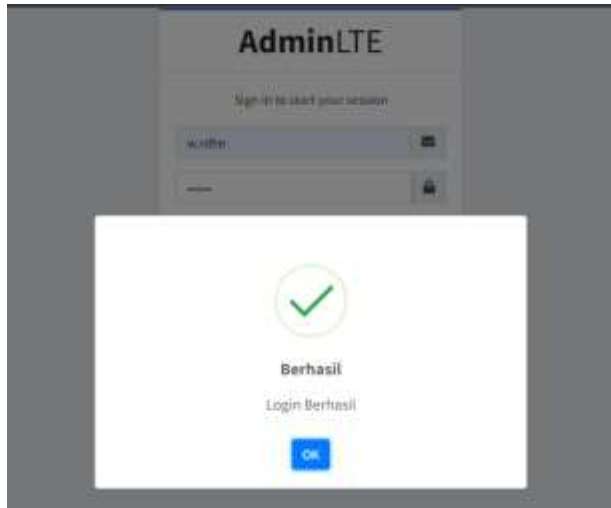 AdminLTE
Sign in to start your session
Berhasil
Login Berhasil
OK